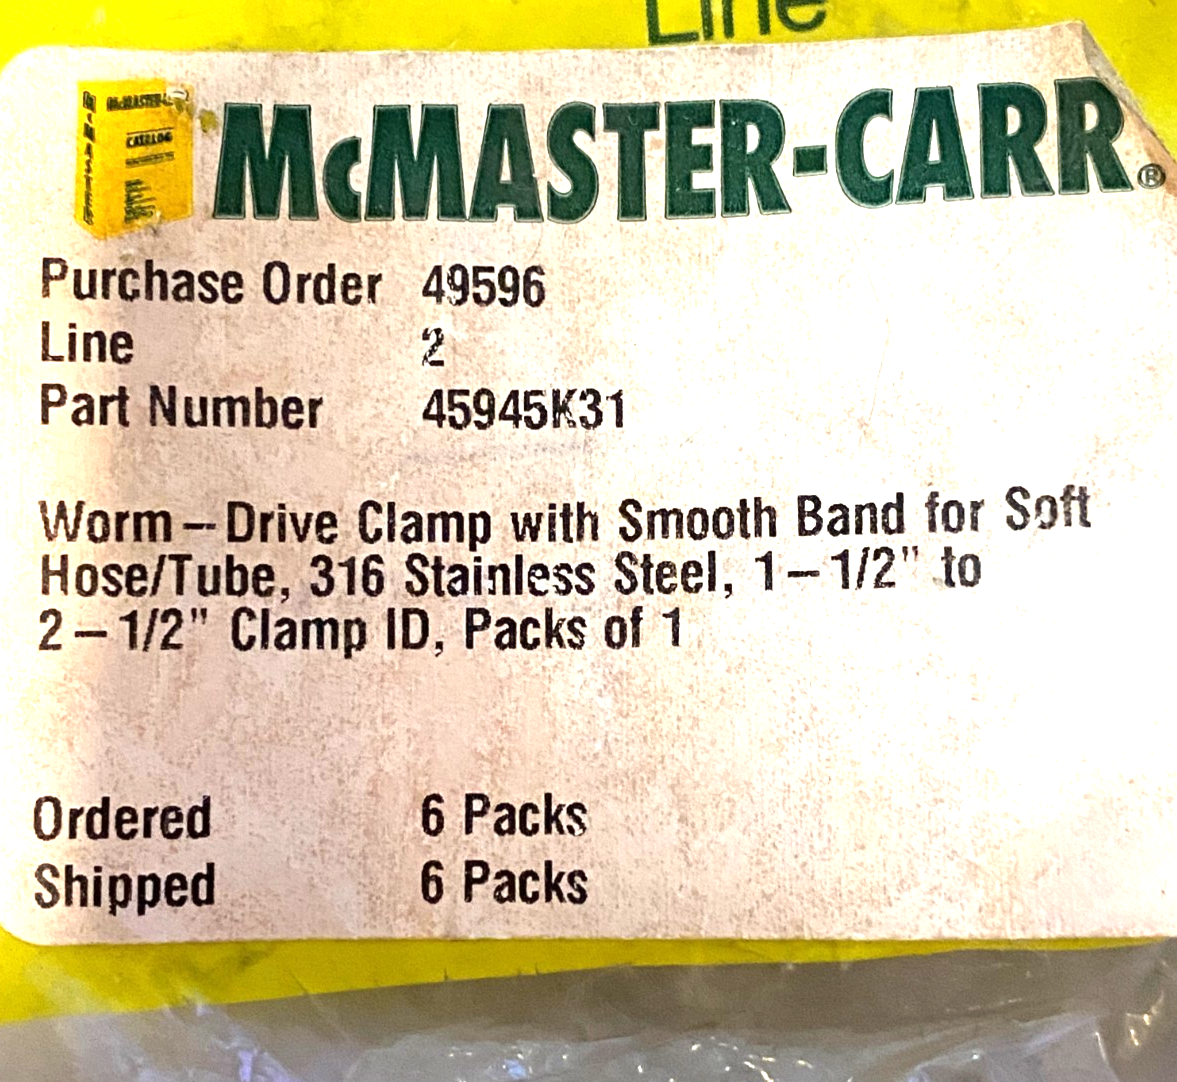 Line
McMASTER-CARR®
CATALOG
Purchase Order 49596
Line 2
Part Number 45945K31
Worm–Drive Clamp with Smooth Band for Soft
Hose/Tube, 316 Stainless Steel, 1–1/2" to
2–1/2" Clamp ID, Packs of 1
Ordered 6 Packs
Shipped 6 Packs